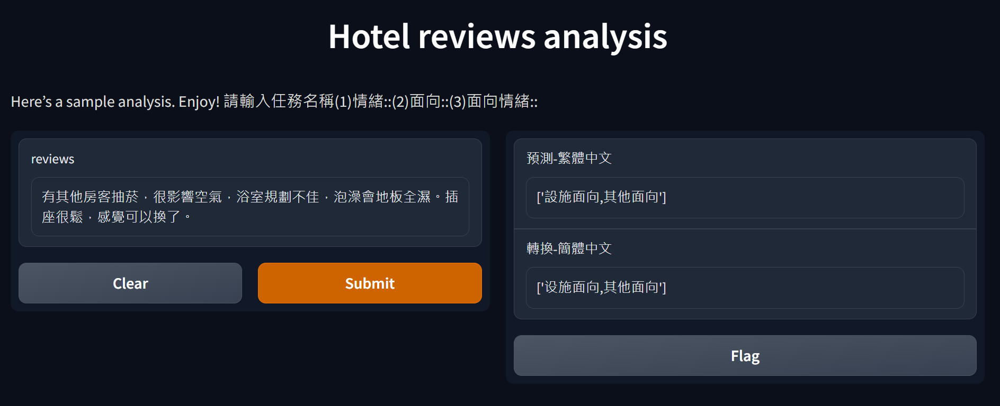 Hotel reviews analysis
Here’s a sample analysis. Enjoy! 請輸入任務名稱(1)情緒::(2)面向::(3)面向情緒::
reviews
有其他房客抽菸，很影響空氣，浴室規劃不佳，泡澡會地板全濕。插
座很鬆，感覺可以換了。
Clear
Submit
預測-繁體中文
['設施面向,其他面向']
轉換-簡體中文
['设施面向,其他面向']
Flag